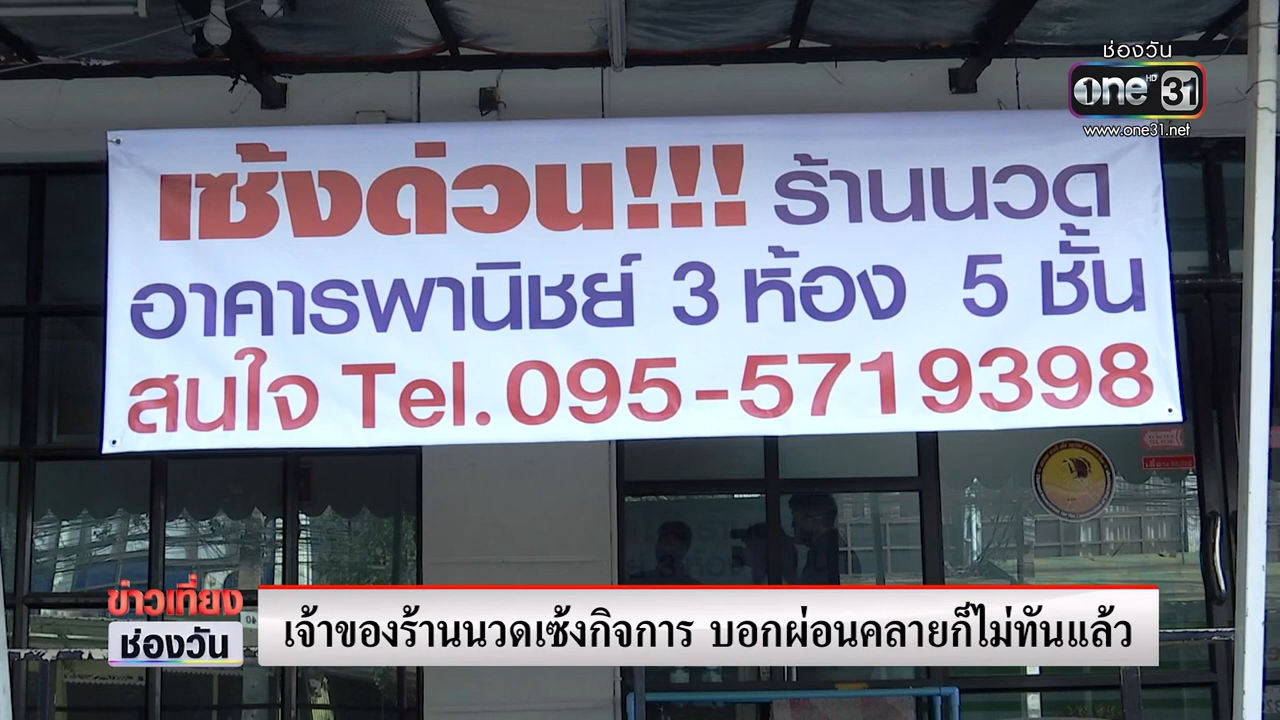 ช่องวัน
one HD 31
www.one31.net
เซ้งด่วน!!! ร้านนวด
อาคารพานิชย์ 3 ห้อง 5 ชั้น
สนใจ Tel. 095-5719398
ข่าวเที่ยง
ช่องวัน
เจ้าของร้านนวดเซ้งกิจการ บอกผ่อนคลายก็ไม่ทันแล้ว